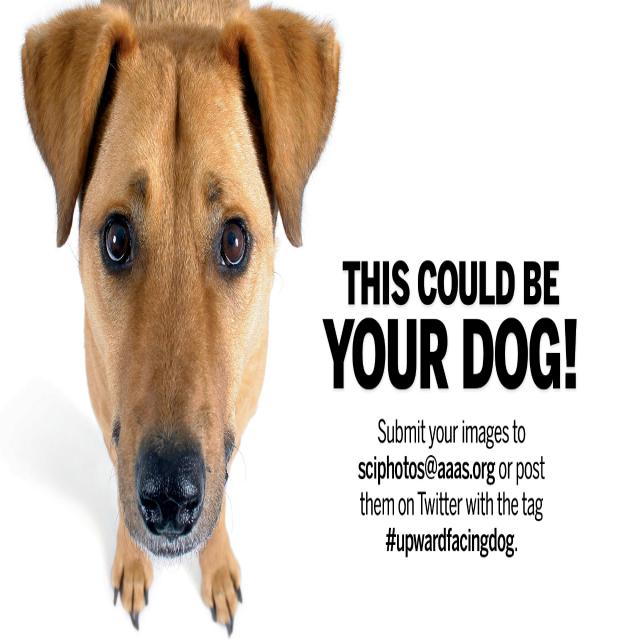 THIS COULD BE
YOUR DOG!
Submit your images to
sciphotos@aaas.org or post
them on Twitter with the tag
#upwardfacingdog.